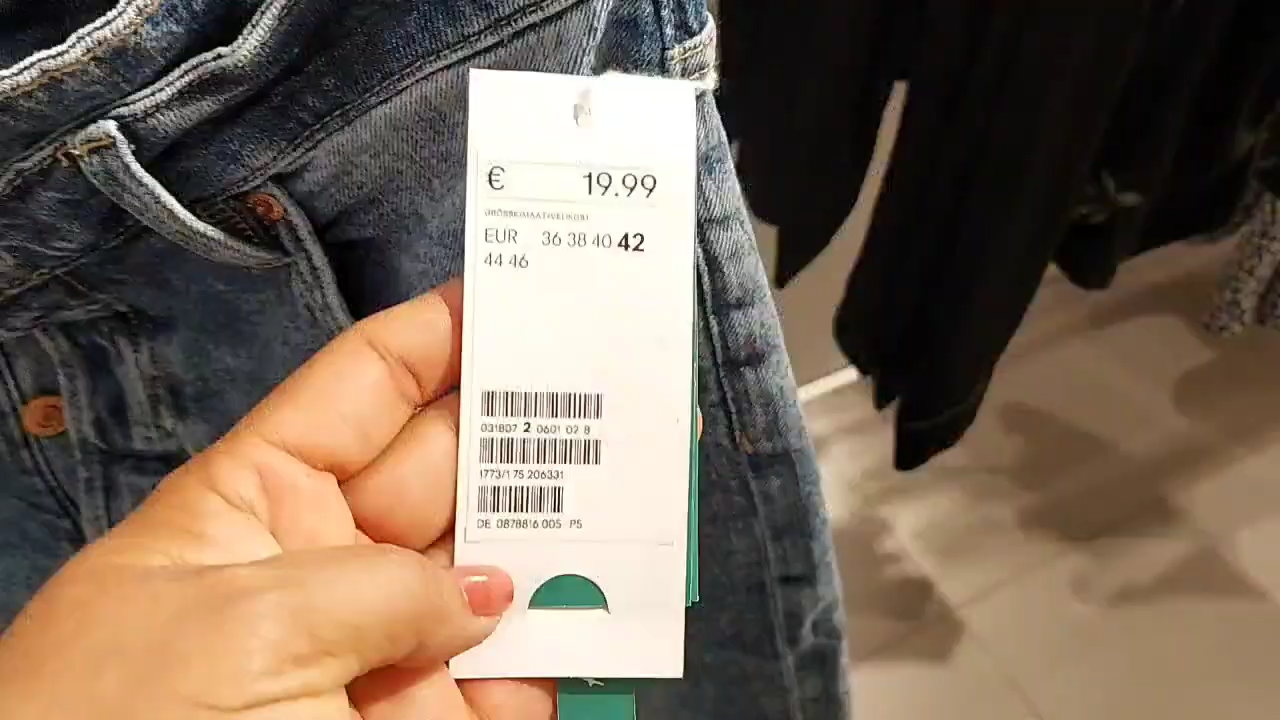 € 19.99
EUR 36 38 40 42
44 46
031807 2 0601 02 8
1773/1 75 206331
DE 0878816 005 P5